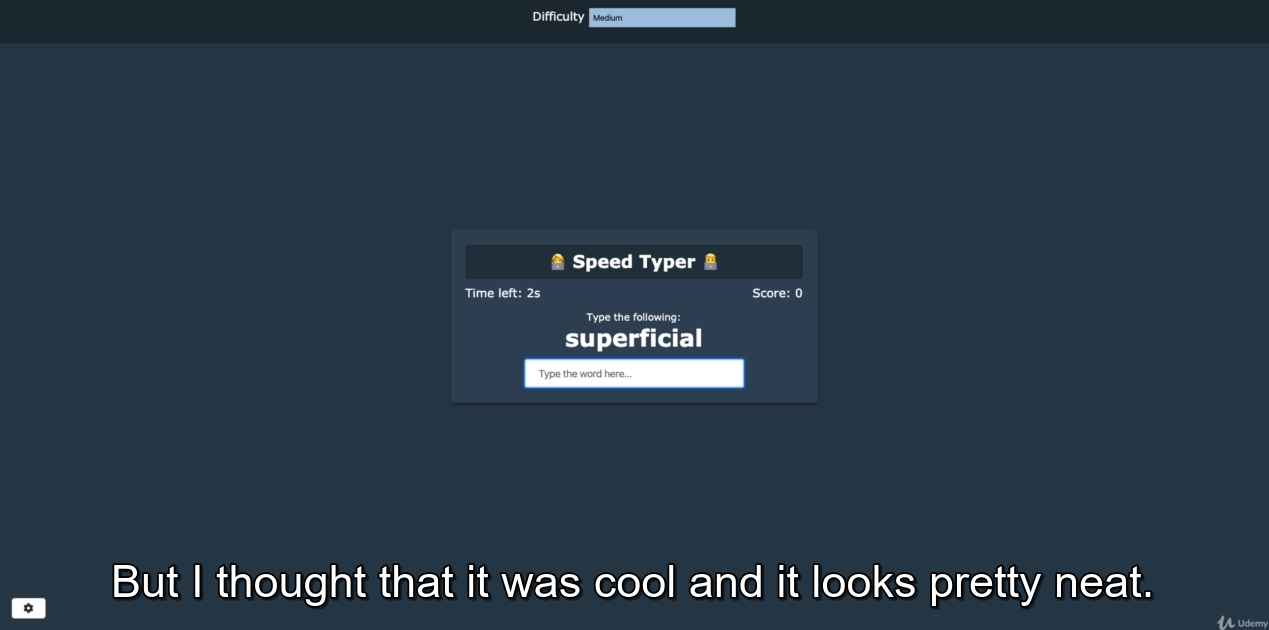 Difficulty Medium
👩‍💻 Speed Typer 👨‍💻
Time left: 2s Score: 0
Type the following:
superficial
Type the word here...
But I thought that it was cool and it looks pretty neat.
Udemy